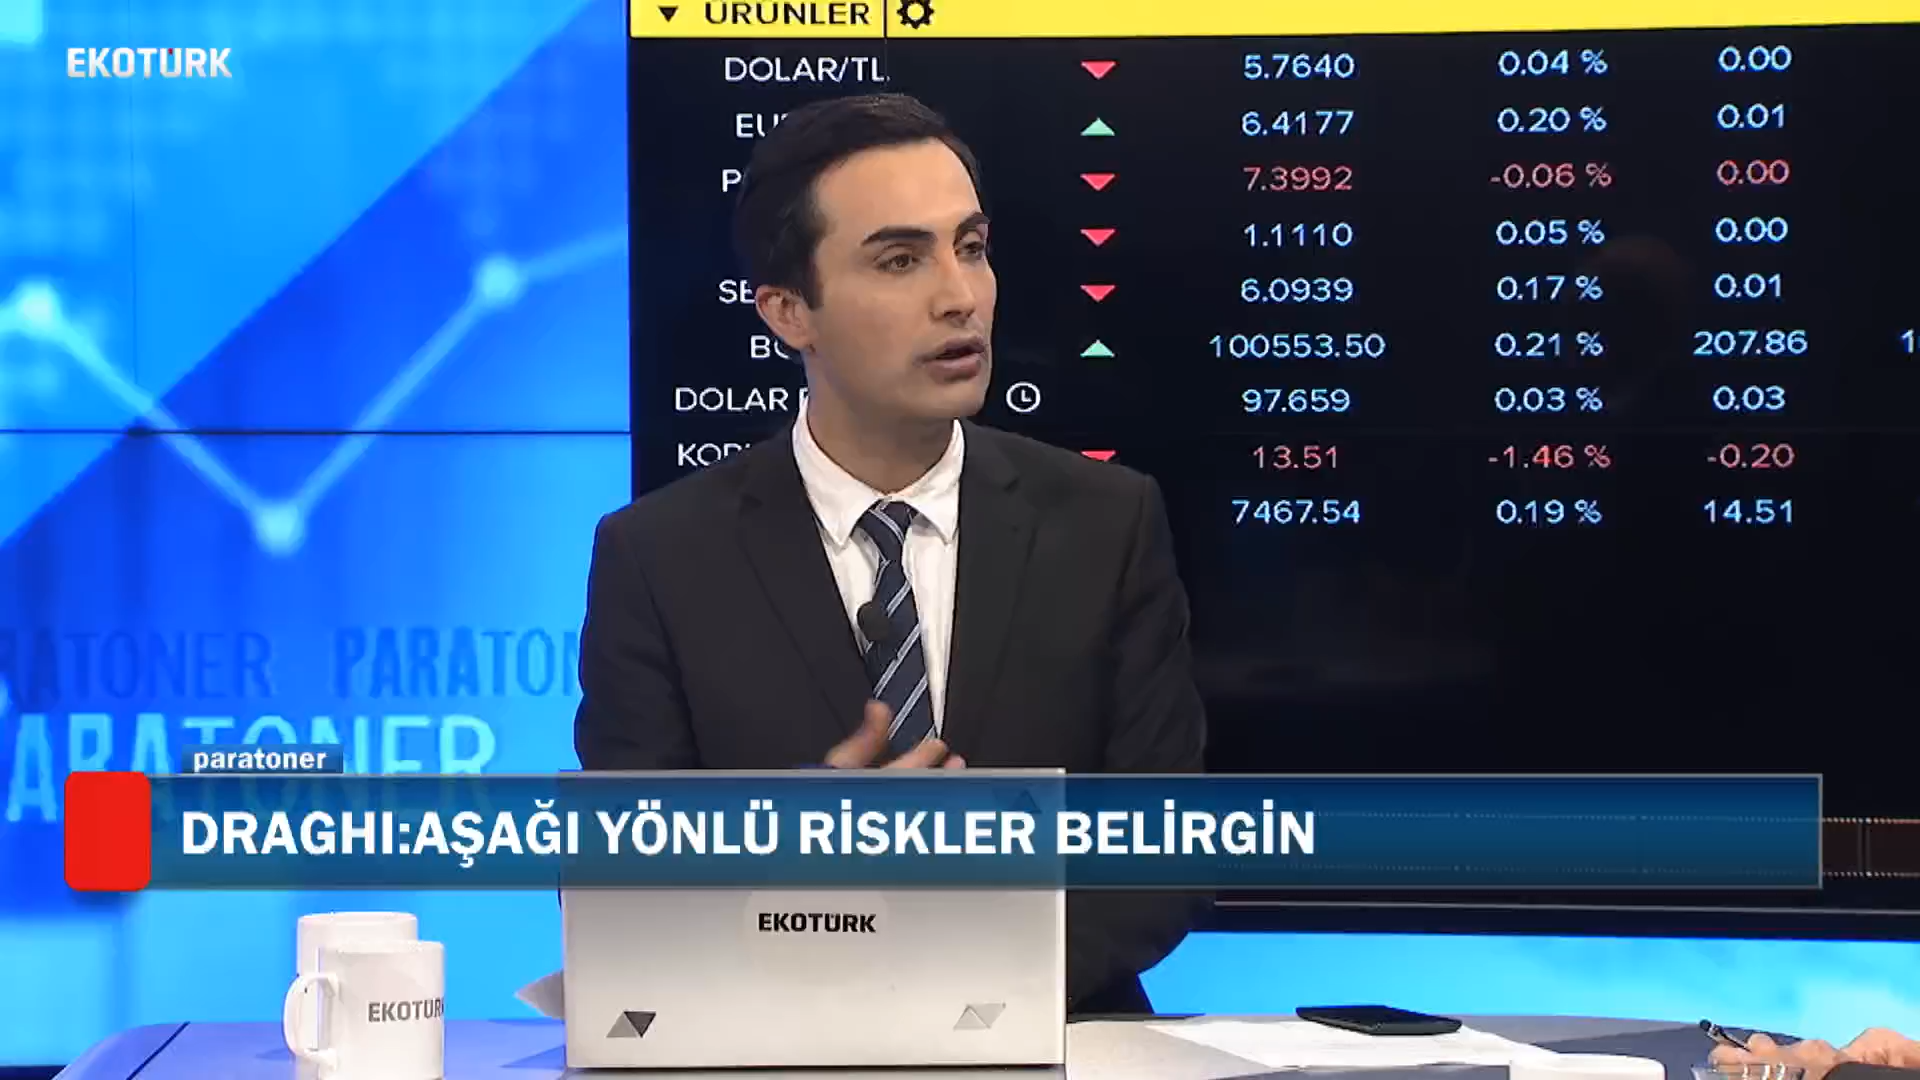 EKOTÜRK
ÜRÜNLER
DOLAR/TL 5.7640 0.04 % 0.00
6.4177 0.20 % 0.01
7.3992 -0.06 % 0.00
1.1110 0.05 % 0.00
6.0939 0.17 % 0.01
100553.50 0.21 % 207.86
DOLAR 97.659 0.03 % 0.03
13.51 -1.46 % -0.20
7467.54 0.19 % 14.51
PARATONER
paratoner
DRAGHI:AŞAĞI YÖNLÜ RİSKLER BELİRGİN
EKOTÜRK
EKOTÜRK